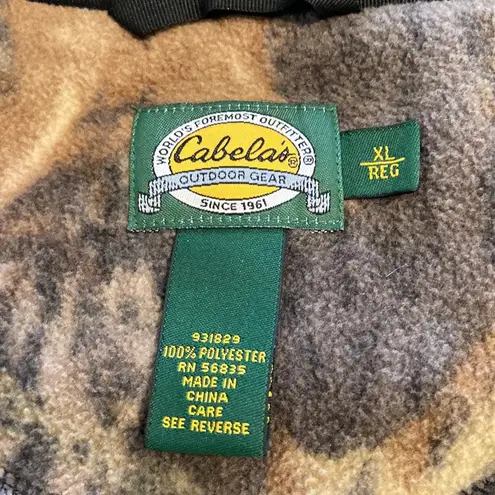 WORLD'S FOREMOST OUTFITTER®
Cabela's®
OUTDOOR GEAR
SINCE 1961
XL
REG
931829
100% POLYESTER
RN 56835
MADE IN
CHINA
CARE
SEE REVERSE